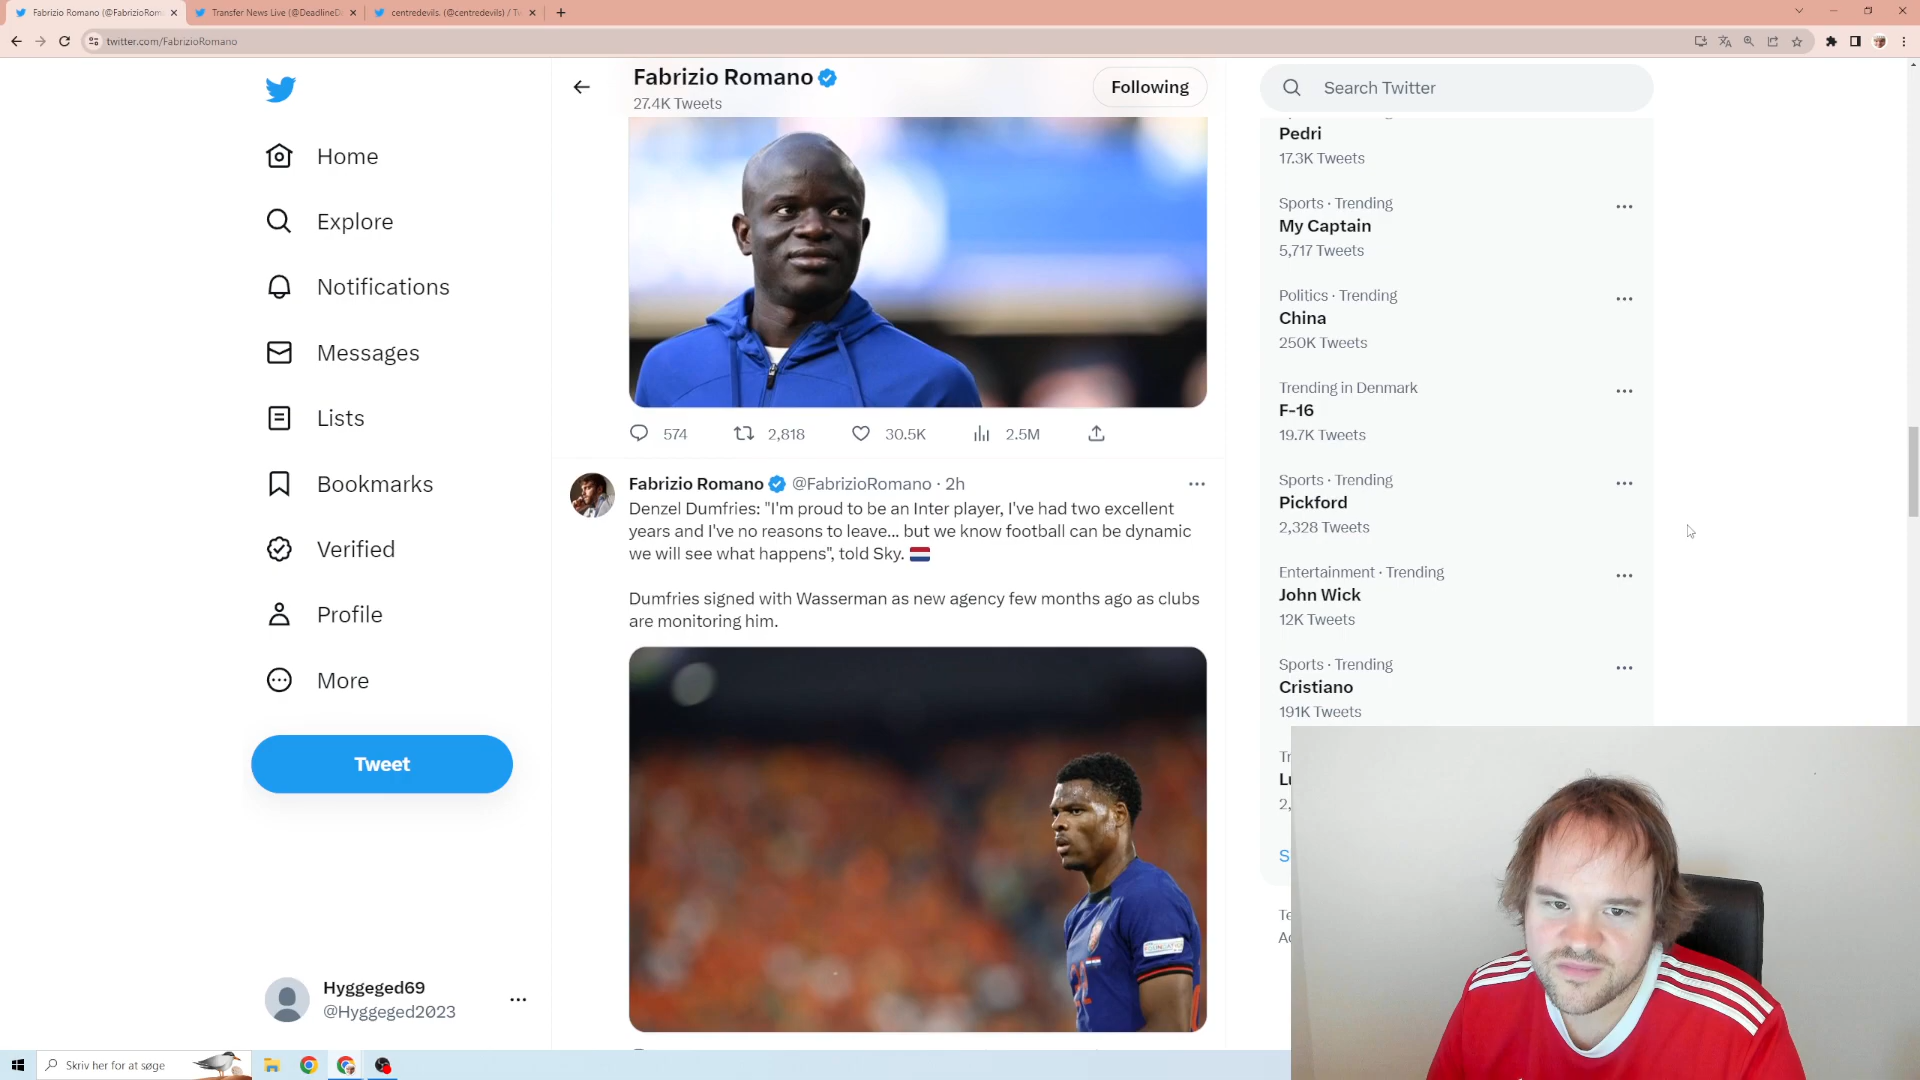 Fabrizio Romano (@FabrizioRom
Transfer News Live (@DeadlineD
centredevils. (@centredevils) / Tw
twitter.com/FabrizioRomano
Home
Explore
Notifications
Messages
Lists
Bookmarks
Verified
Profile
More
Tweet
Hyggeged69
@Hyggeged2023
Fabrizio Romano
27.4K Tweets
Following
574
2,818
30.5K
2.5M
Fabrizio Romano @FabrizioRomano · 2h
Denzel Dumfries: "I'm proud to be an Inter player, I've had two excellent
years and I've no reasons to leave... but we know football can be dynamic
we will see what happens", told Sky.
Dumfries signed with Wasserman as new agency few months ago as clubs
are monitoring him.
FOUNDATION
Search Twitter
Pedri
17.3K Tweets
Sports · Trending
My Captain
5,717 Tweets
Politics · Trending
China
250K Tweets
Trending in Denmark
F-16
19.7K Tweets
Sports · Trending
Pickford
2,328 Tweets
Entertainment · Trending
John Wick
12K Tweets
Sports · Trending
Cristiano
191K Tweets
Skriv her for at søge